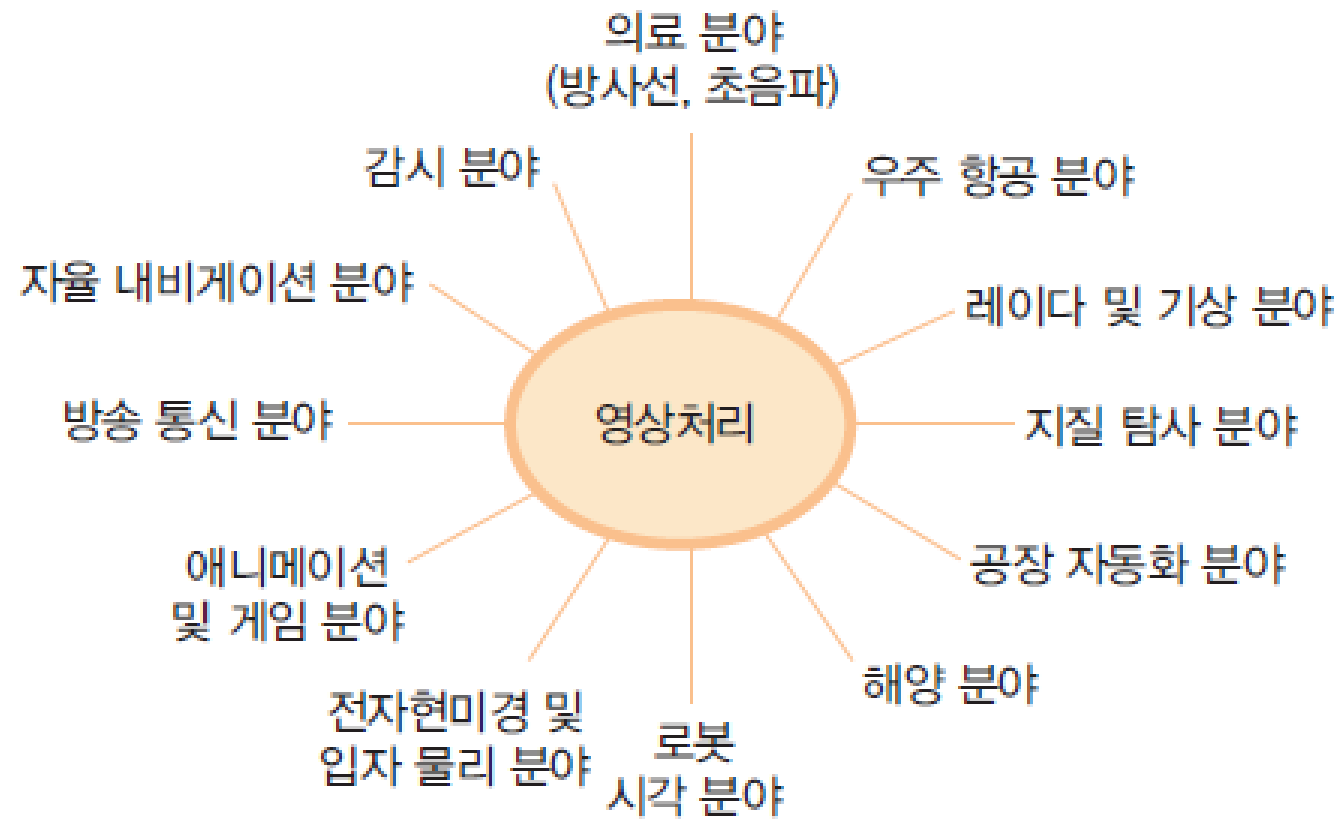 의료 분야
(방사선, 초음파)
감시 분야
우주 항공 분야
자율 내비게이션 분야
레이다 및 기상 분야
방송 통신 분야
영상처리
지질 탐사 분야
애니메이션
및 게임 분야
공장 자동화 분야
해양 분야
전자현미경 및
입자 물리 분야
로봇
시각 분야